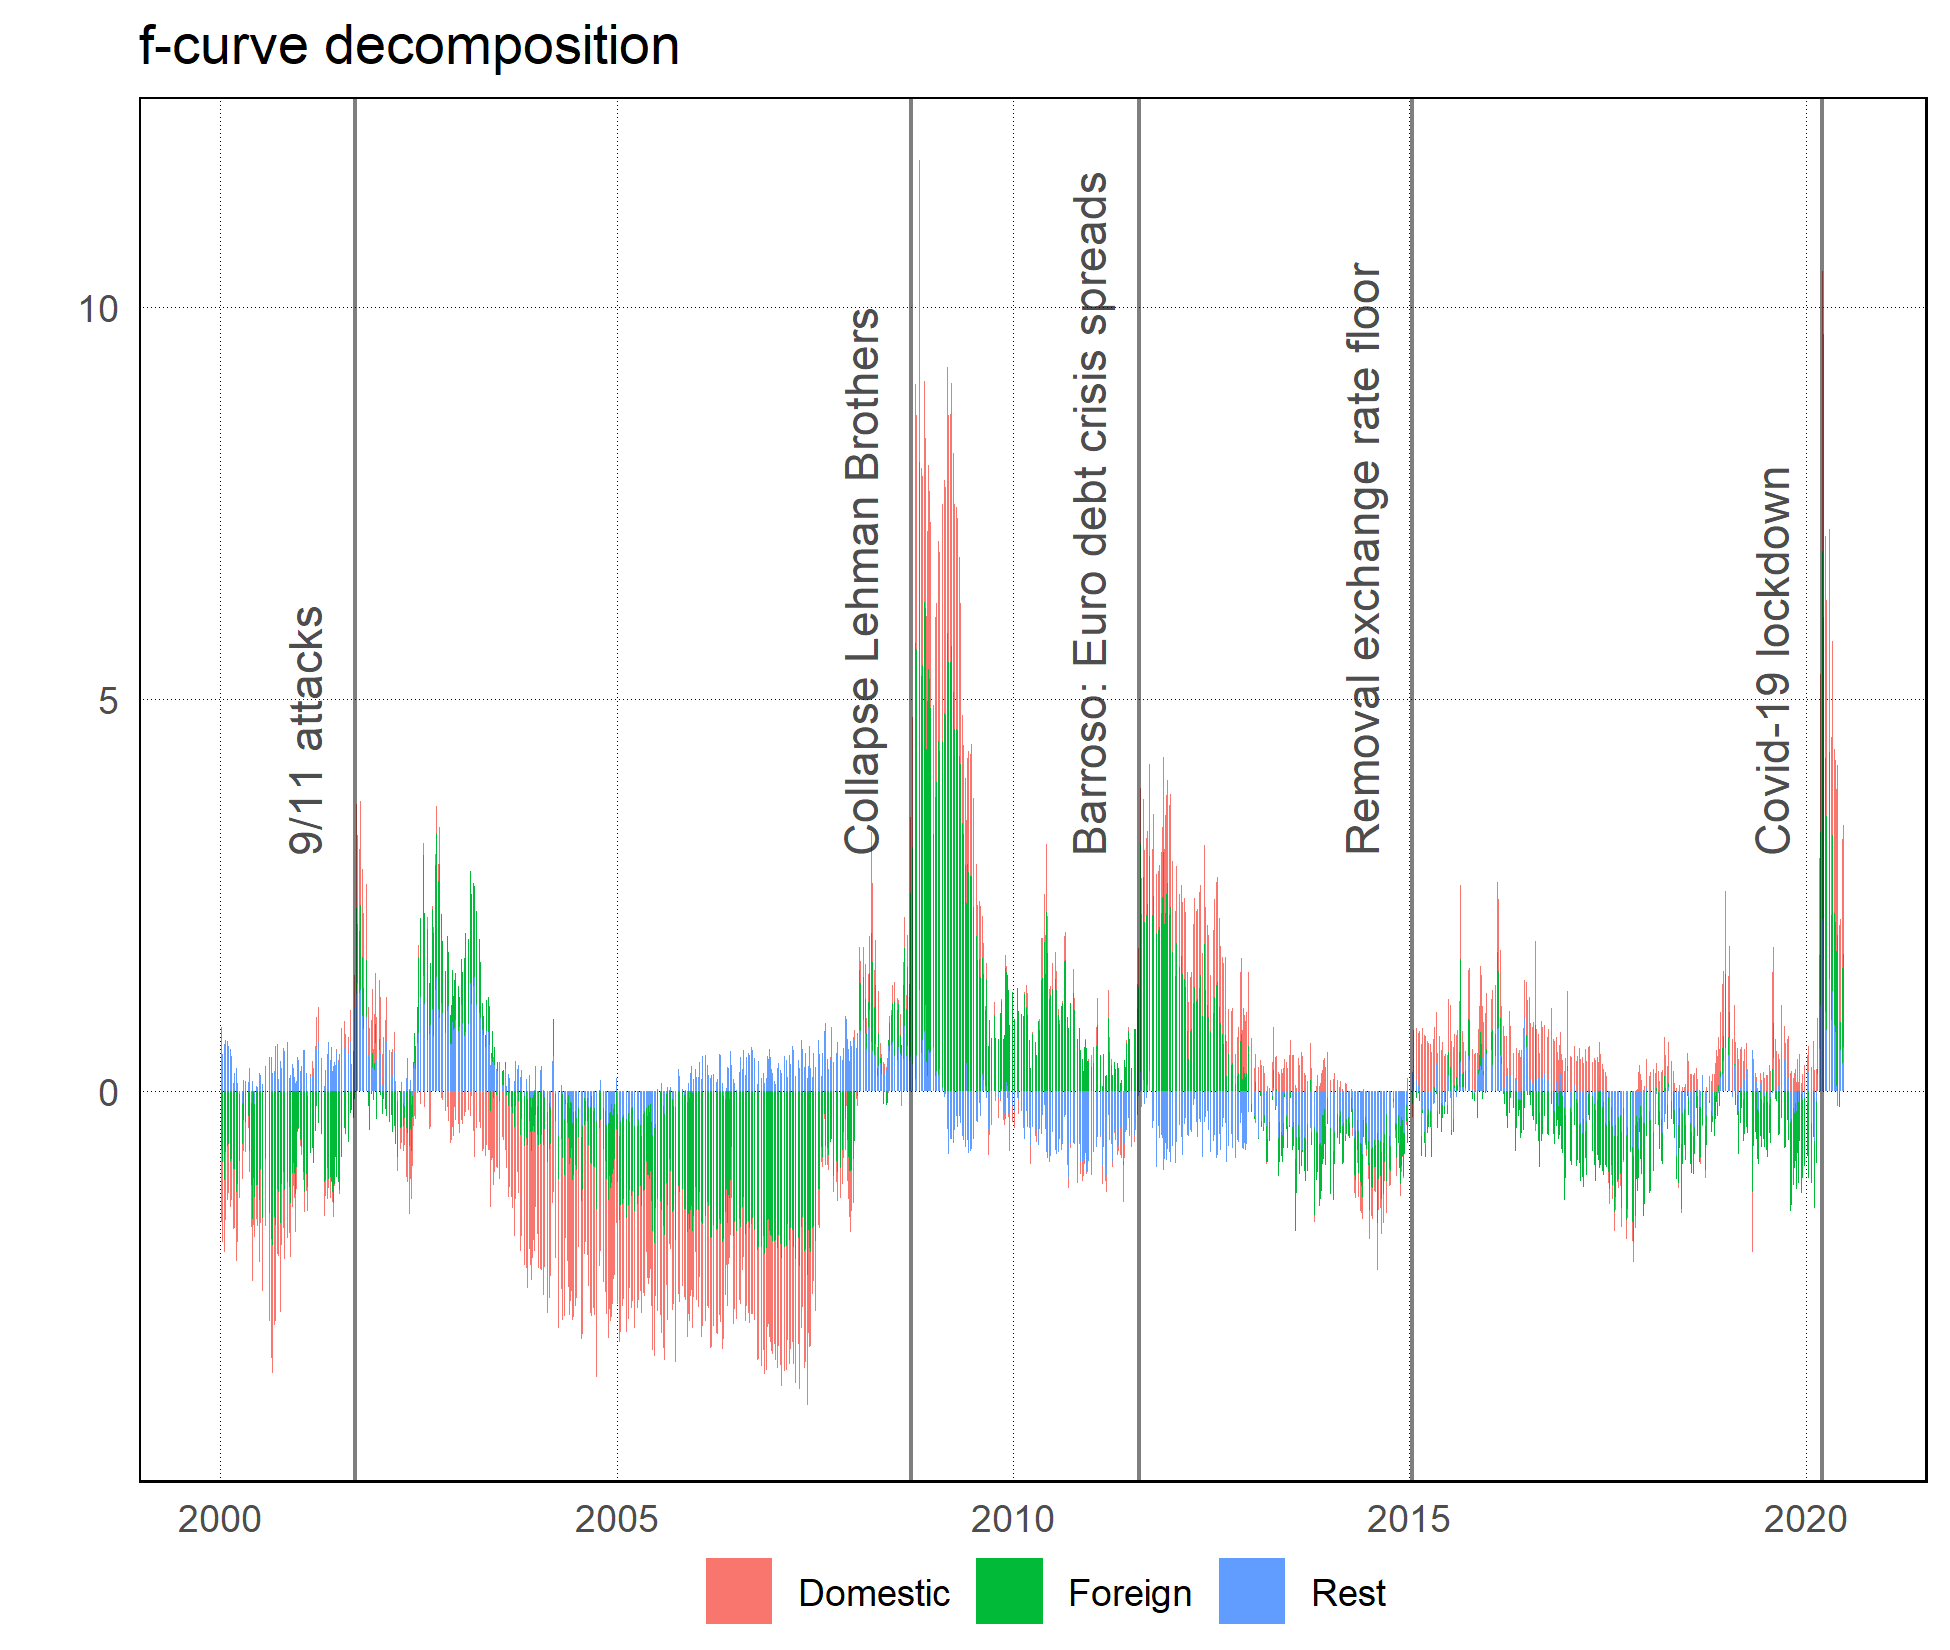 f-curve decomposition
10
5
0
9/11 attacks
Collapse Lehman Brothers
Barroso: Euro debt crisis spreads
Removal exchange rate floor
Covid-19 lockdown
2000
2005
2010
2015
2020
Domestic
Foreign
Rest